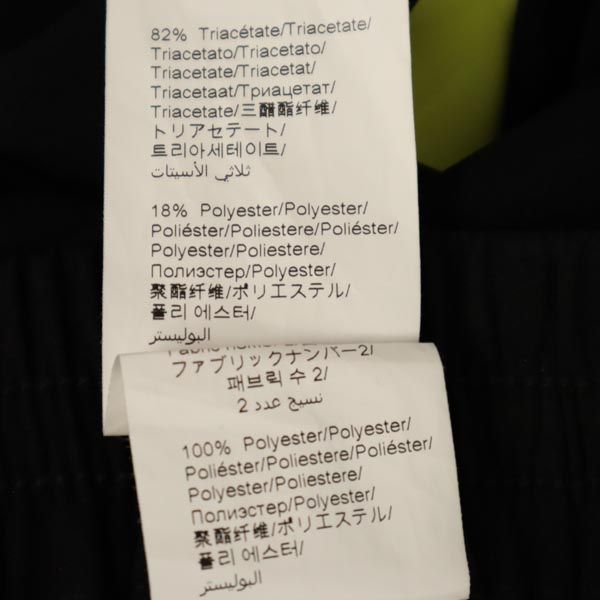 82% Triacétate/Triacetate/
Triacetato/Triacetato/
Triacetate/Triacetat/
Triacetaat/Триацетат/
Triacetate/三醋酯纤维/
トリアセテート/
트리아세테이트/
ثلاثي الأسيتات
18% Polyester/Polyester/
Poliéster/Poliestere/Poliéster/
Polyester/Poliestere/
Полиэстер/Polyester/
聚酯纤维/ポリエステル/
폴리 에스터/
البوليستر
ファブリックナンバー2/
패브릭 수 2/
نسيج عدد 2
100% Polyester/Polyester/
Poliéster/Poliestere/Poliéster/
Polyester/Poliestere/
Полиэстер/Polyester/
聚酯纤维/ポリエステル/
폴리 에스터/
البوليستر